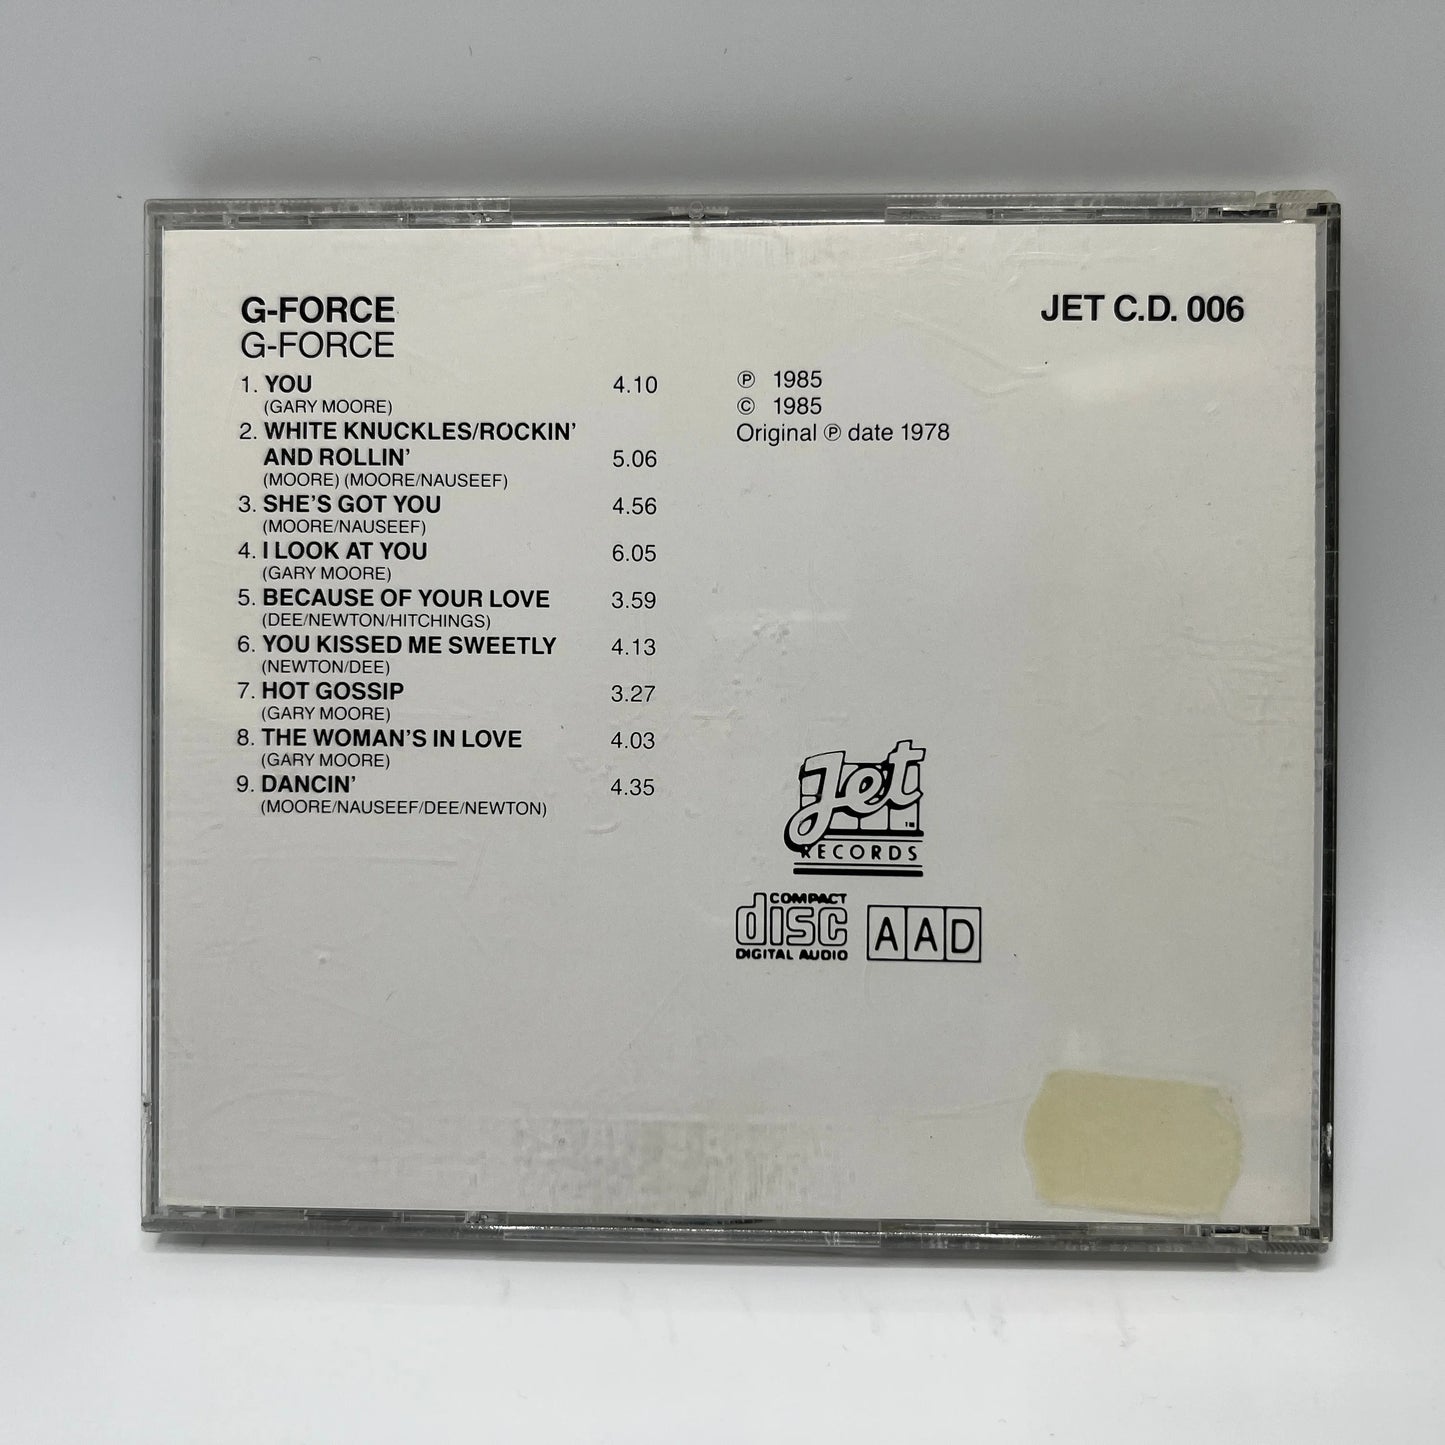 G-FORCE
G-FORCE
1. YOU 4.10
(GARY MOORE)
2. WHITE KNUCKLES/ROCKIN'
AND ROLLIN' 5.06
(MOORE) (MOORE/NAUSEEF)
3. SHE'S GOT YOU 4.56
(MOORE/NAUSEEF)
4. I LOOK AT YOU 6.05
(GARY MOORE)
5. BECAUSE OF YOUR LOVE 3.59
(DEE/NEWTON/HITCHINGS)
6. YOU KISSED ME SWEETLY 4.13
(NEWTON/DEE)
7. HOT GOSSIP 3.27
(GARY MOORE)
8. THE WOMAN'S IN LOVE 4.03
(GARY MOORE)
9. DANCIN' 4.35
(MOORE/NAUSEEF/DEE/NEWTON)
JET C.D. 006
℗ 1985
© 1985
Original ℗ date 1978
Jet
RECORDS
COMPACT
disc
DIGITAL AUDIO
AAD